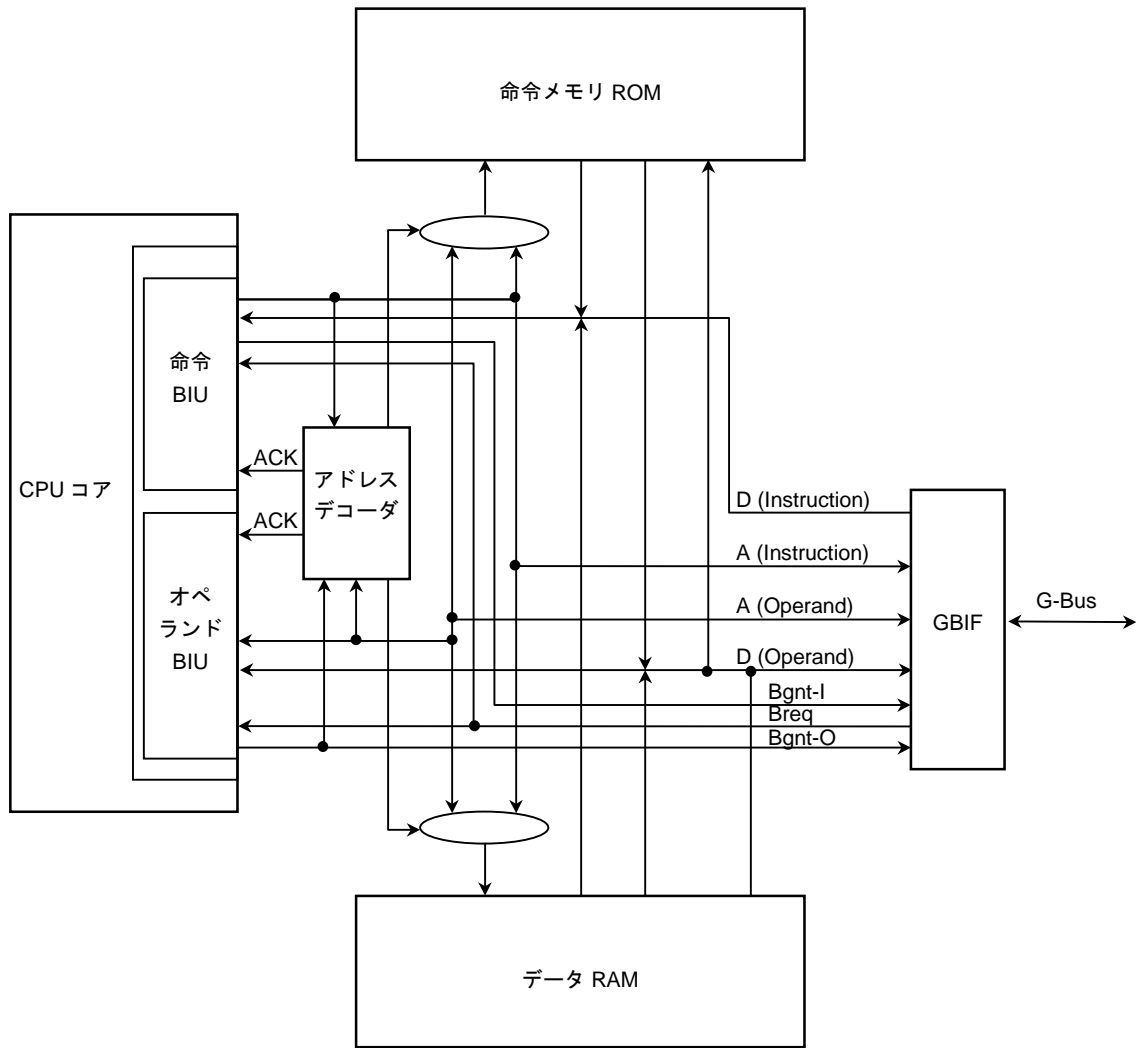 命令メモリ ROM
命令
BIU
CPU コア
ACK
ACK
アドレス
デコーダ
オペ
ランド
BIU
D (Instruction)
A (Instruction)
A (Operand)
D (Operand)
Bgnt-I
Breq
Bgnt-O
GBIF
G-Bus
データ RAM